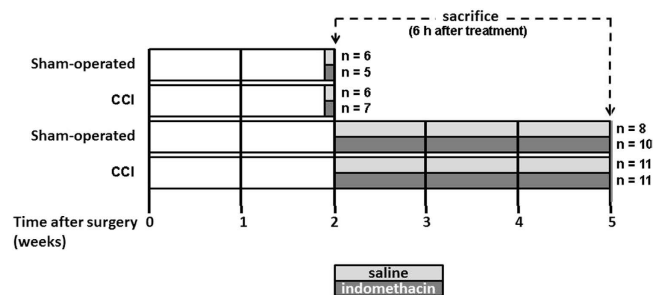 sacrifice
(6 h after treatment)
Sham-operated
n = 6
n = 5
CCI
n = 6
n = 7
Sham-operated
n = 8
n = 10
CCI
n = 11
n = 11
Time after surgery
(weeks)
0 1 2 3 4 5
saline
indomethacin